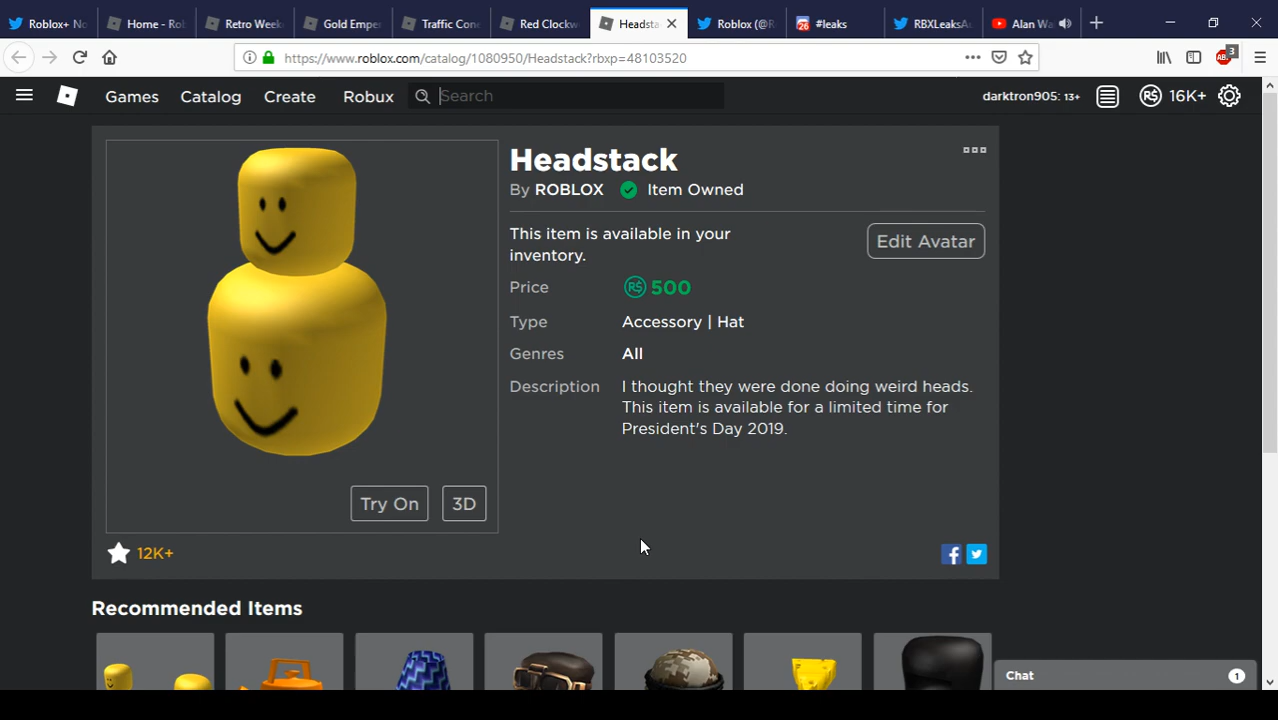 Roblox+ No
Home - Rob
Retro Week
Gold Empe
Traffic Con
Red Clockw
Headsta
Roblox (@R
26 #leaks
RBXLeaksA
Alan Wa
https://www.roblox.com/catalog/1080950/Headstack?rbxp=48103520
ABP 3
Games Catalog Create Robux Search darktron905: 13+ R$ 16K+
Headstack
By ROBLOX Item Owned
This item is available in your
inventory.
Edit Avatar
Price R$ 500
Type Accessory | Hat
Genres All
Description I thought they were done doing weird heads.
This item is available for a limited time for
President's Day 2019.
Try On 3D
12K+
Recommended Items
Chat 1